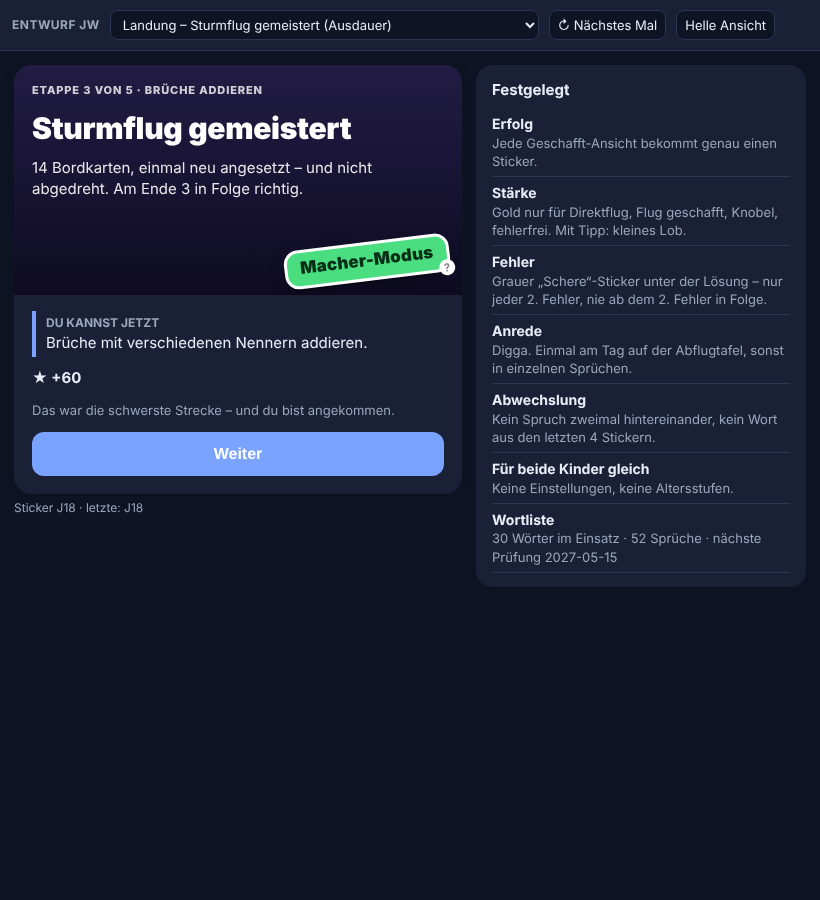 ENTWURF JW
Landung – Sturmflug gemeistert (Ausdauer)
↻ Nächstes Mal
Helle Ansicht
ETAPPE 3 VON 5 · BRÜCHE ADDIEREN
Sturmflug gemeistert
14 Bordkarten, einmal neu angesetzt – und nicht
abgedreht. Am Ende 3 in Folge richtig.
Macher-Modus
?
DU KANNST JETZT
Brüche mit verschiedenen Nennern addieren.
★ +60
Das war die schwerste Strecke – und du bist angekommen.
Weiter
Sticker J18 · letzte: J18
Festgelegt
Erfolg
Jede Geschafft-Ansicht bekommt genau einen
Sticker.
Stärke
Gold nur für Direktflug, Flug geschafft, Knobel,
fehlerfrei. Mit Tipp: kleines Lob.
Fehler
Grauer „Schere“-Sticker unter der Lösung – nur
jeder 2. Fehler, nie ab dem 2. Fehler in Folge.
Anrede
Digga. Einmal am Tag auf der Abflugtafel, sonst
in einzelnen Sprüchen.
Abwechslung
Kein Spruch zweimal hintereinander, kein Wort
aus den letzten 4 Stickern.
Für beide Kinder gleich
Keine Einstellungen, keine Altersstufen.
Wortliste
30 Wörter im Einsatz · 52 Sprüche · nächste
Prüfung 2027-05-15